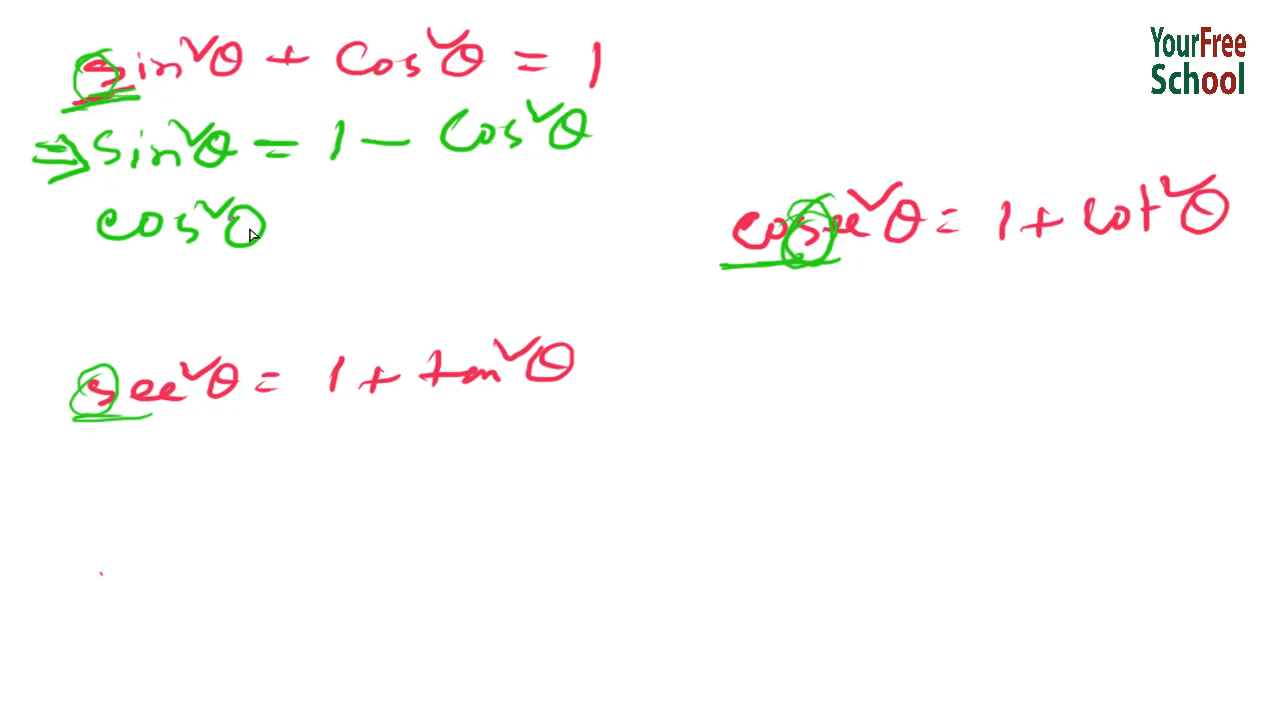 sin²θ + cos²θ = 1
⇒ sin²θ = 1 - cos²θ
cos²θ
sec²θ = 1 + tan²θ
cosec²θ = 1 + cot²θ
YourFree
School